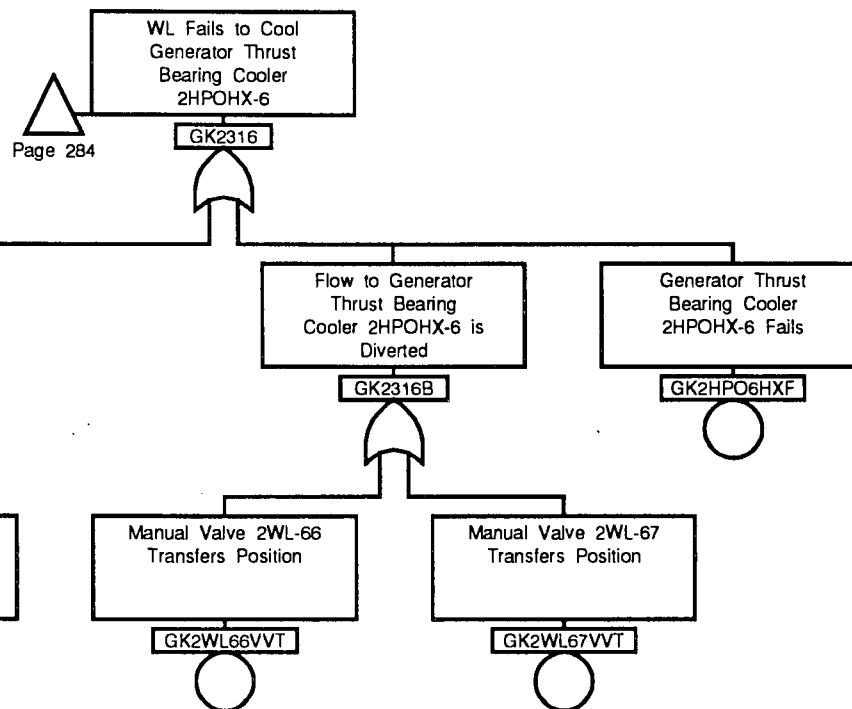 WL Fails to Cool
Generator Thrust
Bearing Cooler
2HPOHX-6
Page 284
GK2316
Flow to Generator
Thrust Bearing
Cooler 2HPOHX-6 is
Diverted
Generator Thrust
Bearing Cooler
2HPOHX-6 Fails
GK2316B
GK2HPO6HXF
Manual Valve 2WL-66
Transfers Position
Manual Valve 2WL-67
Transfers Position
GK2WL66VVT
GK2WL67VVT